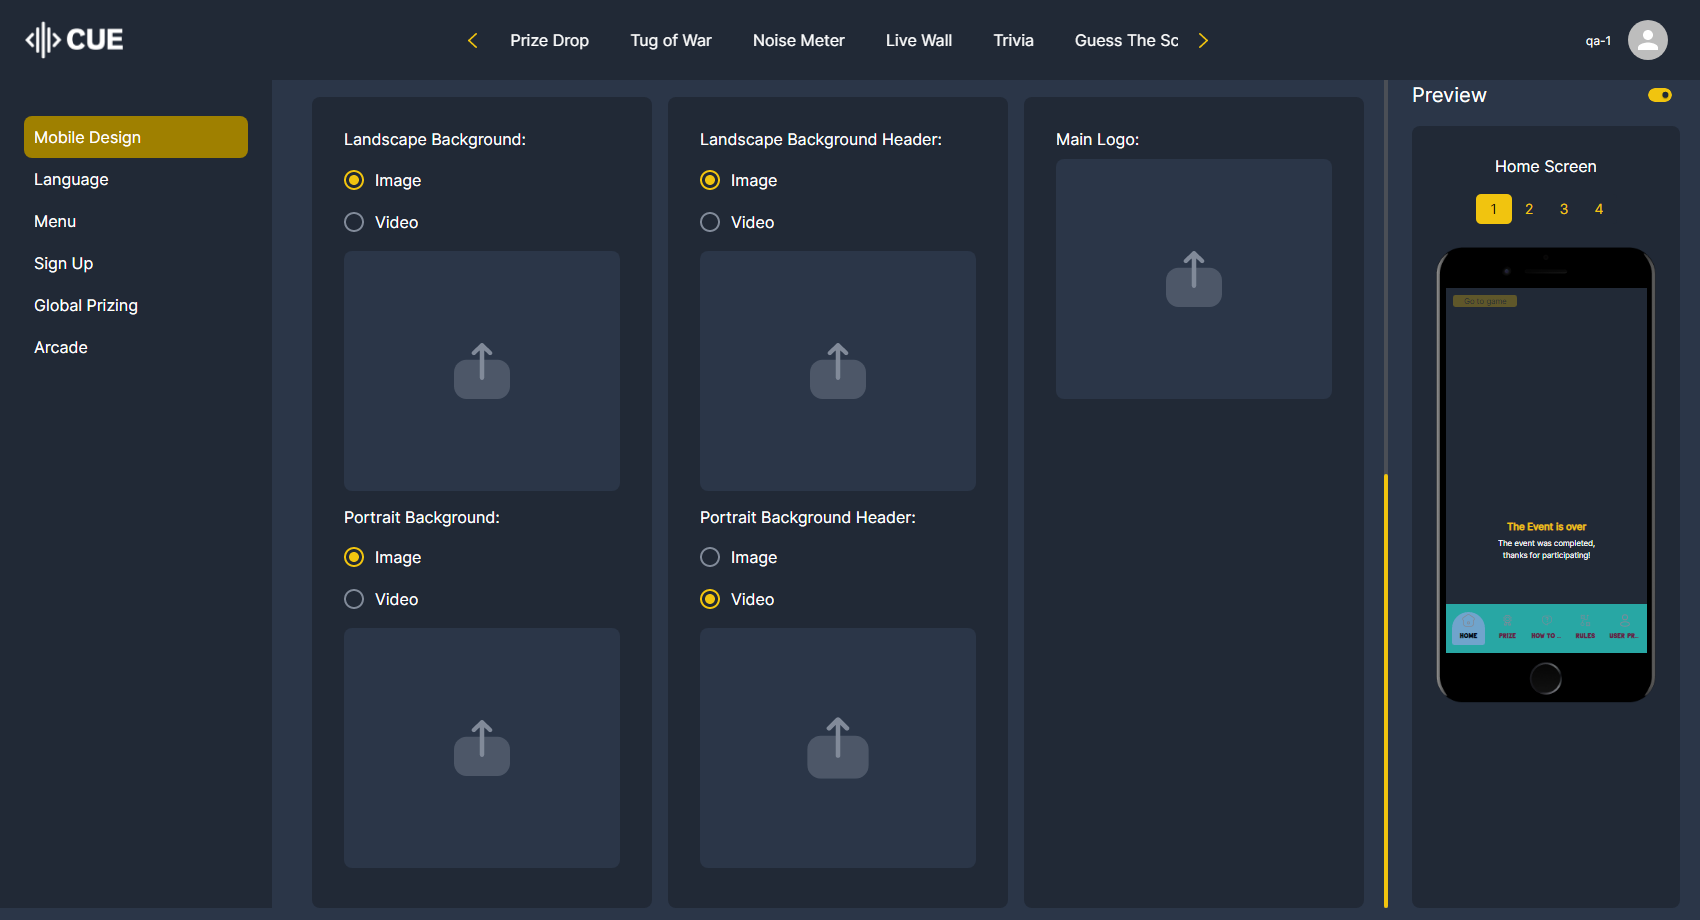 CUE
Prize Drop
Tug of War
Noise Meter
Live Wall
Trivia
Guess The Sc
qa-1
Mobile Design
Language
Menu
Sign Up
Global Prizing
Arcade
Landscape Background:
Image
Video
Portrait Background:
Image
Video
Landscape Background Header:
Image
Video
Portrait Background Header:
Image
Video
Main Logo:
Preview
Home Screen
1 2 3 4
Go to game
The Event is over
The event was completed,
thanks for participating!
HOME
PRIZE
HOW TO ...
RULES
USER PR...